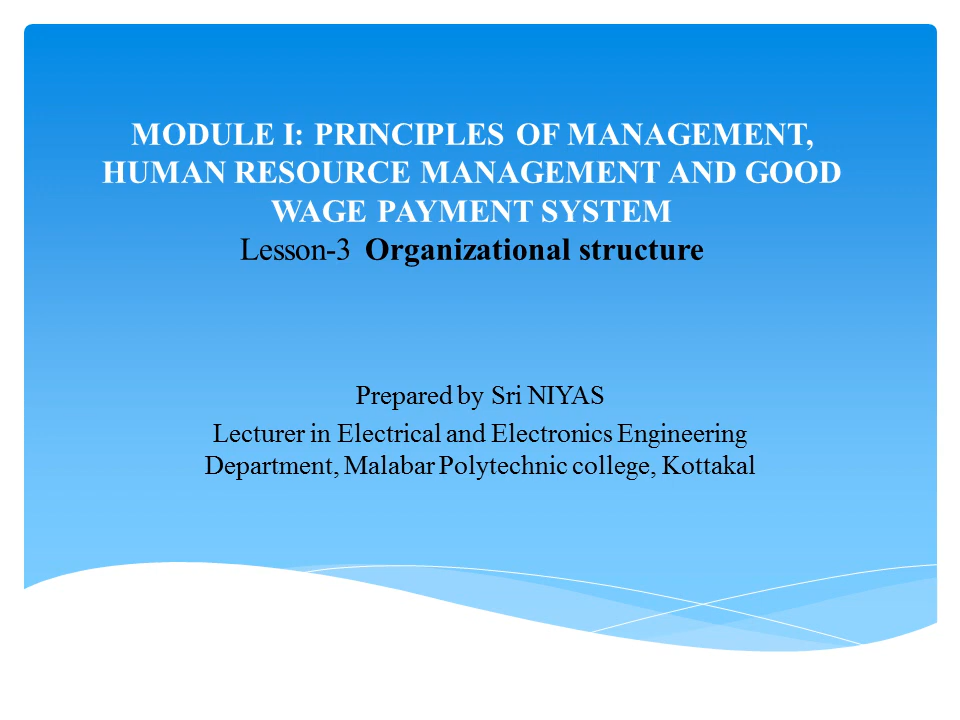 MODULE I: PRINCIPLES OF MANAGEMENT,
HUMAN RESOURCE MANAGEMENT AND GOOD
WAGE PAYMENT SYSTEM
Lesson-3 Organizational structure
Prepared by Sri NIYAS
Lecturer in Electrical and Electronics Engineering
Department, Malabar Polytechnic college, Kottakal